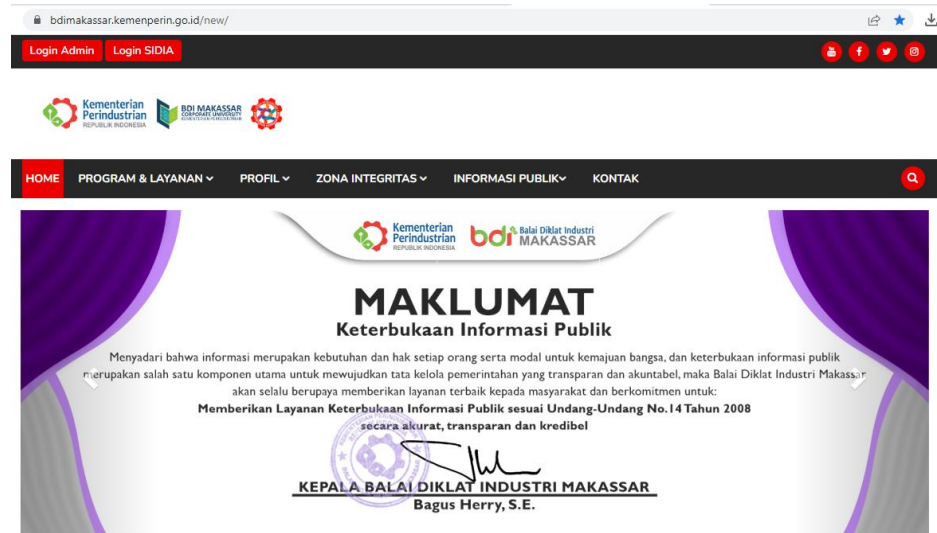 bdimakassar.kemenperin.go.id/new/
Login Admin Login SIDIA
Kementerian
Perindustrian
REPUBLIK INDONESIA
BDI MAKASSAR
CORPORATE UNIVERSITY
HOME PROGRAM & LAYANAN PROFIL ZONA INTEGRITAS INFORMASI PUBLIK KONTAK
Kementerian
Perindustrian
REPUBLIK INDONESIA
bdi Balai Diklat Industri
MAKASSAR
MAKLUMAT
Keterbukaan Informasi Publik
Menyadari bahwa informasi merupakan kebutuhan dan hak setiap orang serta modal untuk kemajuan bangsa, dan keterbukaan informasi publik
merupakan salah satu komponen utama untuk mewujudkan tata kelola pemerintahan yang transparan dan akuntabel, maka Balai Diklat Industri Makassar
akan selalu berupaya memberikan layanan terbaik kepada masyarakat dan berkomitmen untuk:
Memberikan Layanan Keterbukaan Informasi Publik sesuai Undang-Undang No.14 Tahun 2008
secara akurat, transparan dan kredibel
KEPALA BALAI DIKLAT INDUSTRI MAKASSAR
Bagus Herry, S.E.